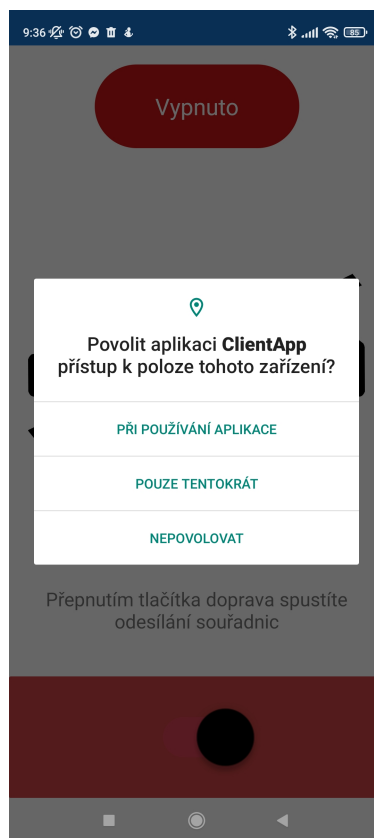 9:36
85
Vypnuto
Povolit aplikaci ClientApp
přístup k poloze tohoto zařízení?
PŘI POUŽÍVÁNÍ APLIKACE
POUZE TENTOKRÁT
NEPOVOLOVAT
Přepnutím tlačítka doprava spustíte
odesílání souřadnic